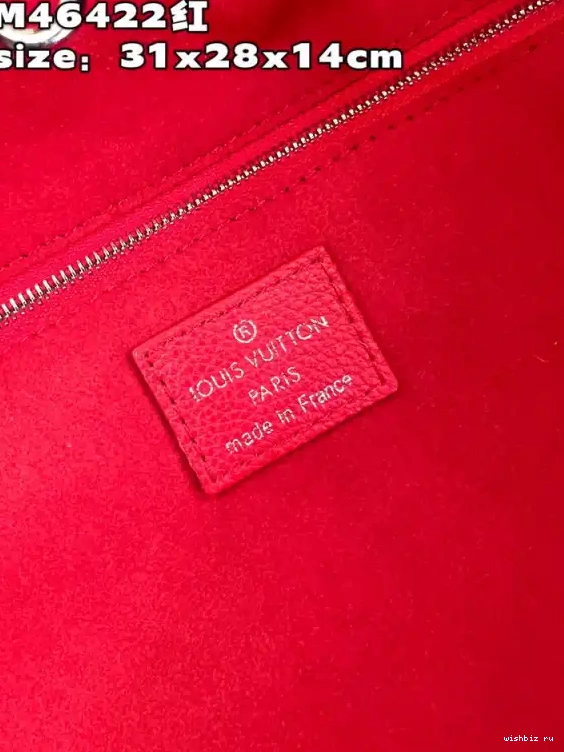 M46422红
size：31x28x14cm
®
LOUIS VUITTON
PARIS
made in France
wishbiz ru